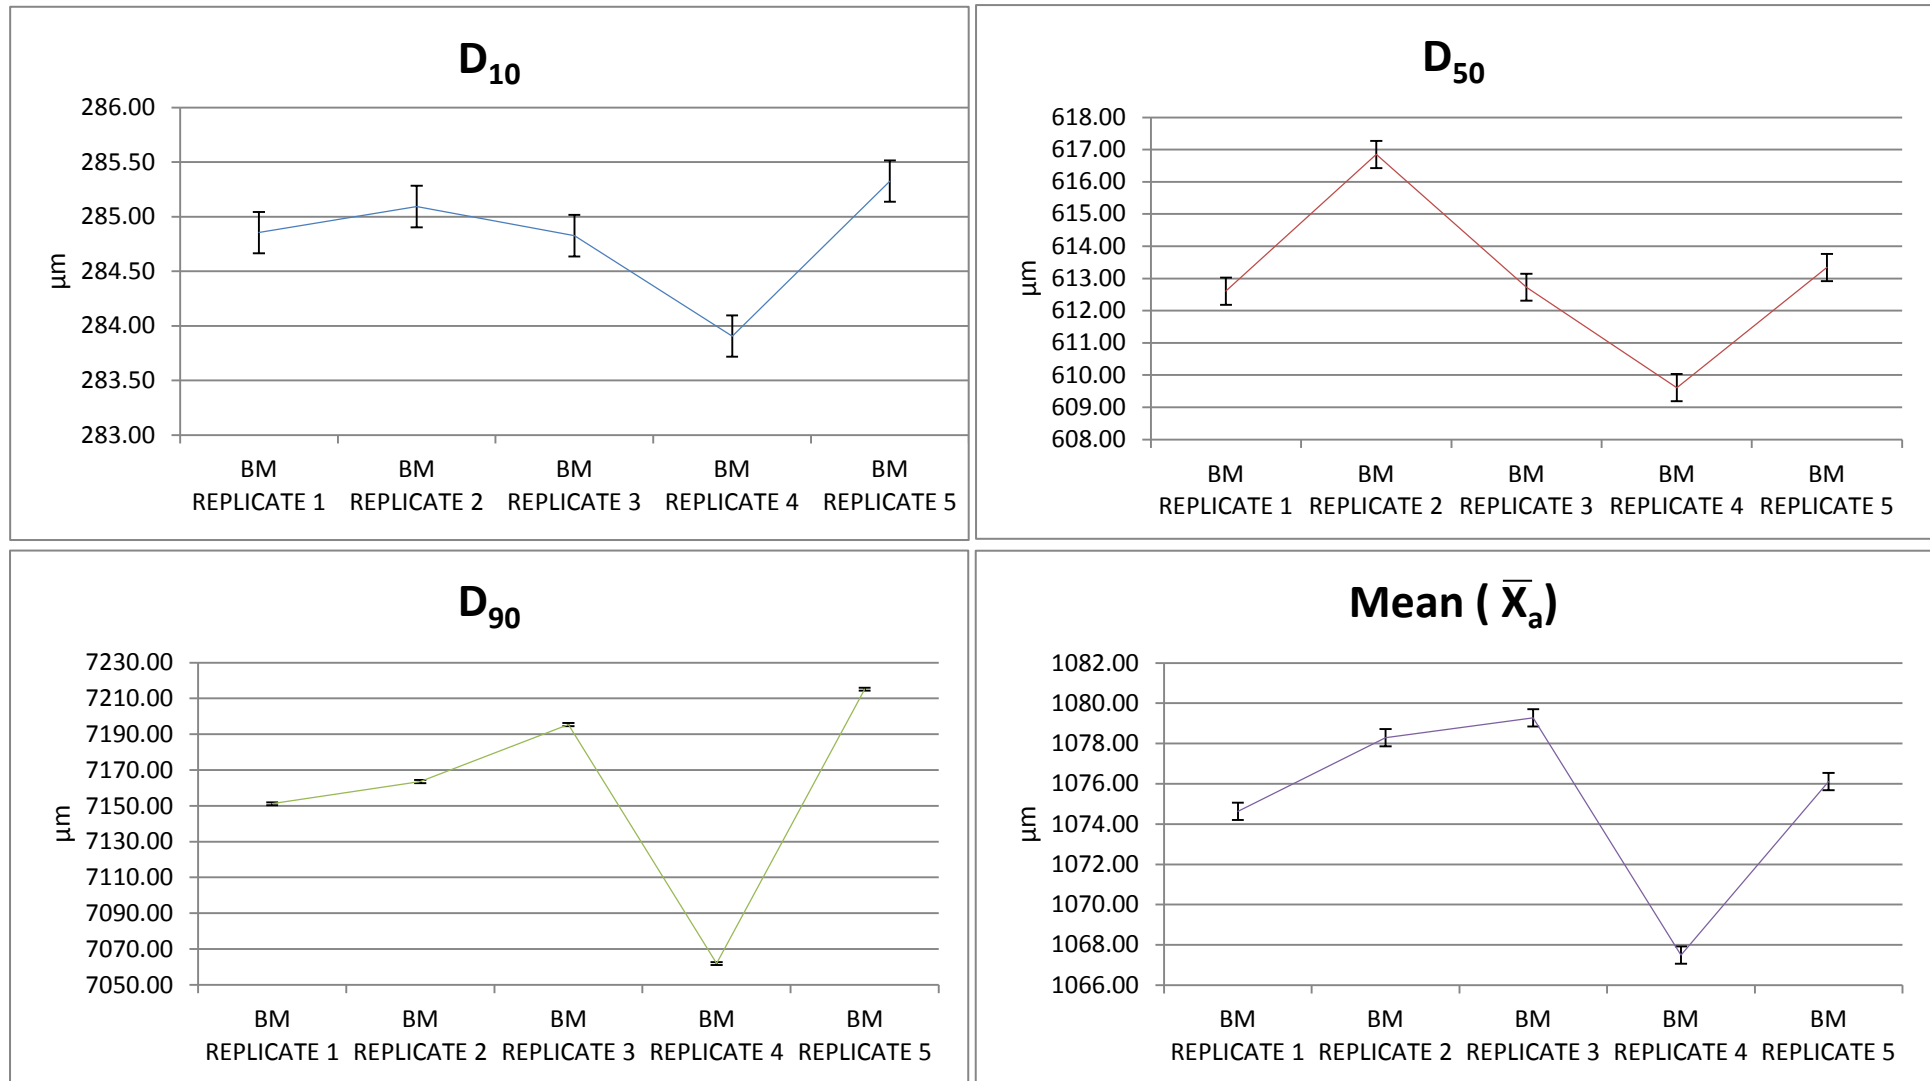 D10
286.00
285.50
285.00
284.50
284.00
283.50
283.00
µm
BM BM BM BM BM
REPLICATE 1 REPLICATE 2 REPLICATE 3 REPLICATE 4 REPLICATE 5
D50
618.00
617.00
616.00
615.00
614.00
613.00
612.00
611.00
610.00
609.00
608.00
µm
BM BM BM BM BM
REPLICATE 1 REPLICATE 2 REPLICATE 3 REPLICATE 4 REPLICATE 5
D90
7230.00
7210.00
7190.00
7170.00
7150.00
7130.00
7110.00
7090.00
7070.00
7050.00
µm
BM BM BM BM BM
REPLICATE 1 REPLICATE 2 REPLICATE 3 REPLICATE 4 REPLICATE 5
Mean ( X̅a)
1082.00
1080.00
1078.00
1076.00
1074.00
1072.00
1070.00
1068.00
1066.00
µm
BM BM BM BM BM
REPLICATE 1 REPLICATE 2 REPLICATE 3 REPLICATE 4 REPLICATE 5